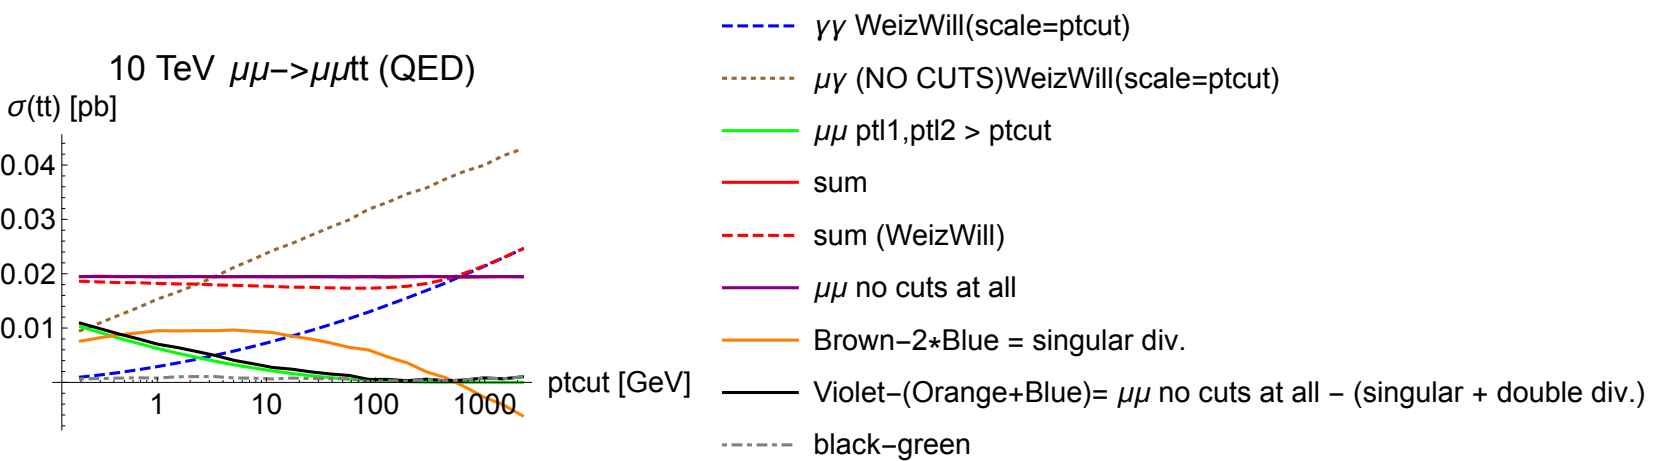 10 TeV μμ−>μμtt (QED)
σ(tt) [pb]
0.04
0.03
0.02
0.01
1
10
100
1000
ptcut [GeV]
γγ WeizWill(scale=ptcut)
μγ (NO CUTS)WeizWill(scale=ptcut)
μμ ptl1,ptl2 > ptcut
sum
sum (WeizWill)
μμ no cuts at all
Brown−2*Blue = singular div.
Violet−(Orange+Blue)= μμ no cuts at all − (singular + double div.)
black−green